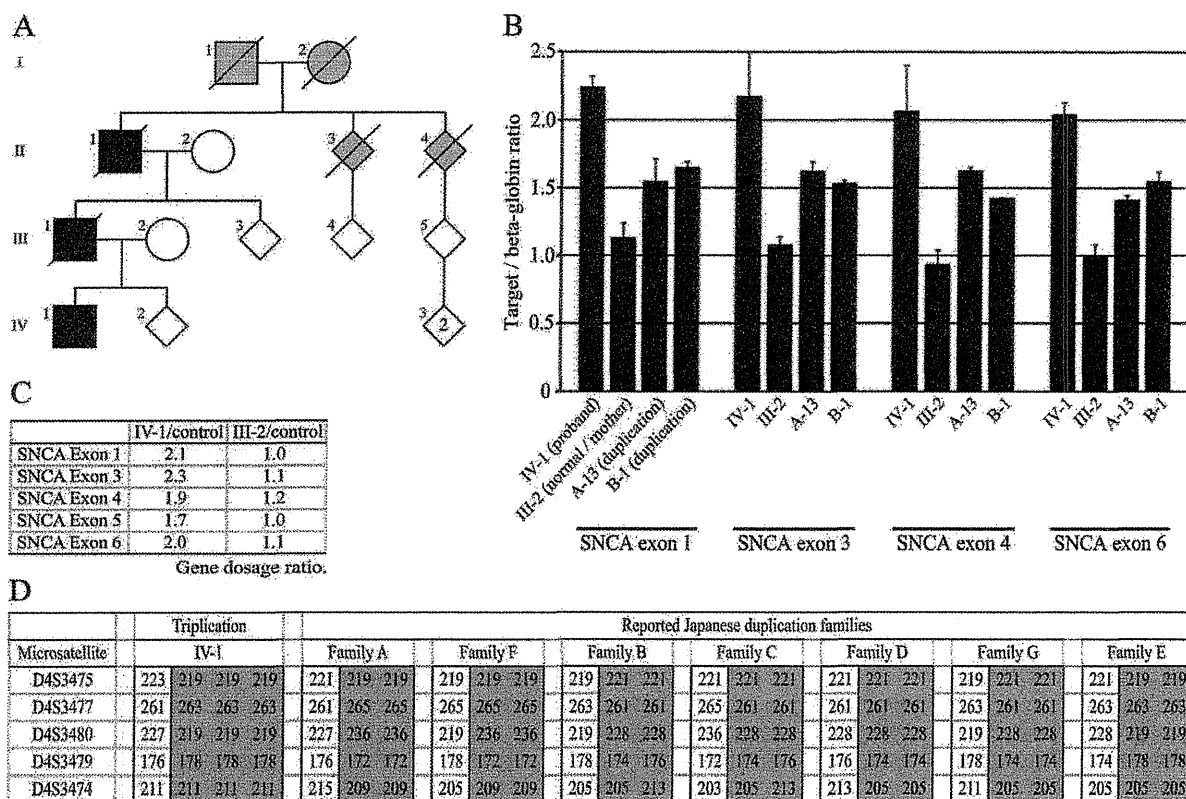 A
I
1
2
II
1
2
3
4
III
1
2
3
4
5
IV
1
2
3
2
B
Target / beta-globin ratio
2.5
2.0
1.5
1.0
0.5
0
IV-1 (proband)
III-2 (normal / mother)
A-13 (duplication)
B-1 (duplication)
IV-1
III-2
A-13
B-1
IV-1
III-2
A-13
B-1
IV-1
III-2
A-13
B-1
SNCA exon 1
SNCA exon 3
SNCA exon 4
SNCA exon 6
C
IV-1/control III-2/control
SNCA Exon 1 2.1 1.0
SNCA Exon 3 2.3 1.1
SNCA Exon 4 1.9 1.2
SNCA Exon 5 1.7 1.0
SNCA Exon 6 2.0 1.1
Gene dosage ratio.
D
Triplication Reported Japanese duplication families
Microsatellite IV-1 Family A Family F Family B Family C Family D Family G Family E
D4S3475 223 219 219 219 221 219 219 219 219 219 219 221 221 221 221 221 221 221 221 219 221 221 221 219 219
D4S3477 261 263 263 263 261 265 265 265 265 265 263 261 261 265 261 261 261 261 261 263 261 261 263 263 263
D4S3480 227 219 219 219 227 236 236 219 236 236 219 228 228 236 228 228 228 228 228 219 228 228 228 219 219
D4S3479 176 178 178 178 176 172 172 178 172 172 178 174 176 172 174 176 176 174 174 178 174 174 174 178 178
D4S3474 211 211 211 211 215 209 209 205 209 209 205 205 213 203 205 213 213 205 205 211 205 205 205 205 205